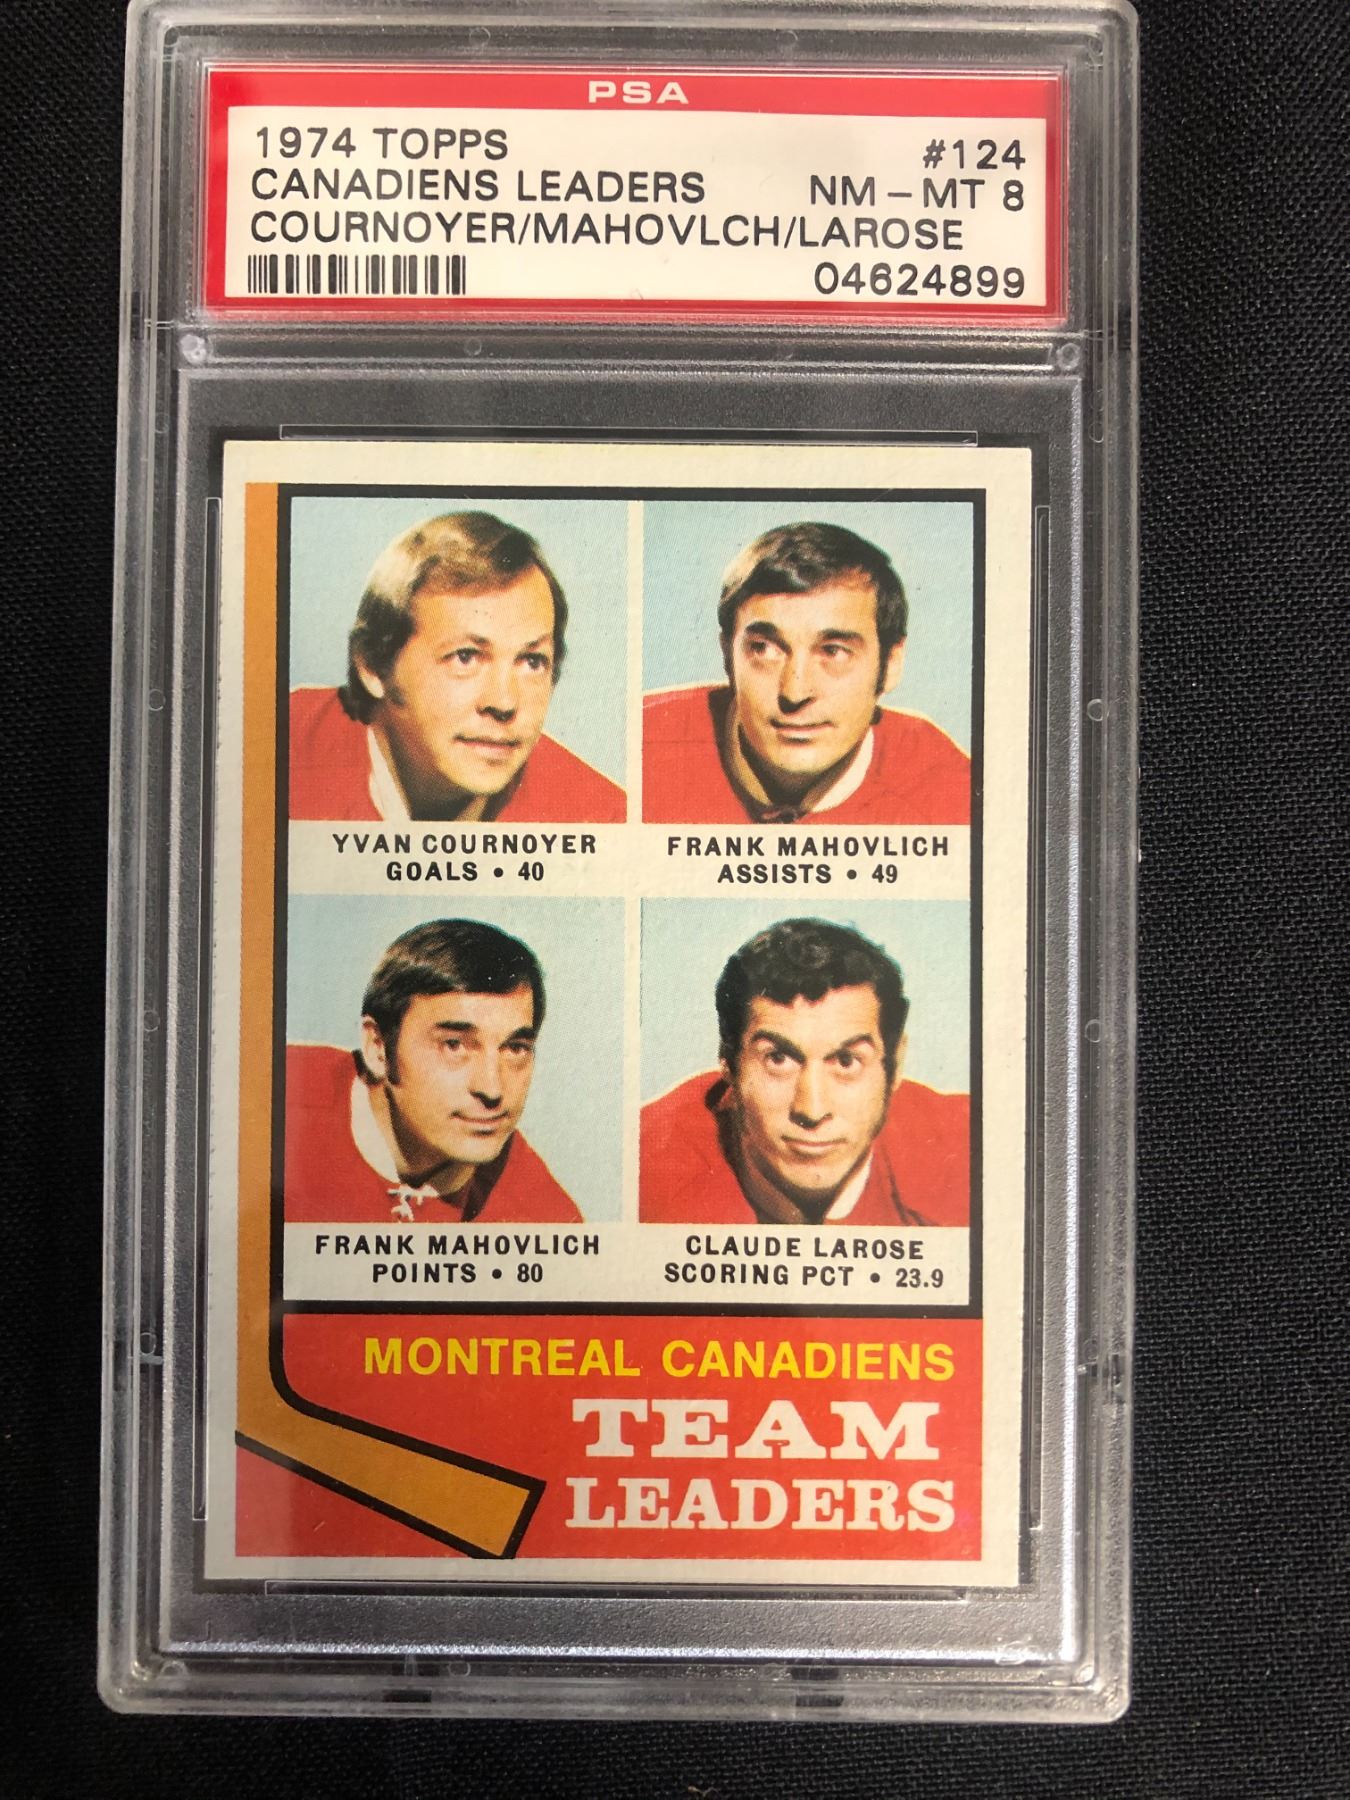 PSA
1974 TOPPS #124
CANADIENS LEADERS NM - MT 8
COURNOYER/MAHOVLCH/LAROSE
04624899
YVAN COURNOYER
GOALS • 40
FRANK MAHOVLICH
ASSISTS • 49
FRANK MAHOVLICH
POINTS • 80
CLAUDE LAROSE
SCORING PCT • 23.9
MONTREAL CANADIENS
TEAM
LEADERS